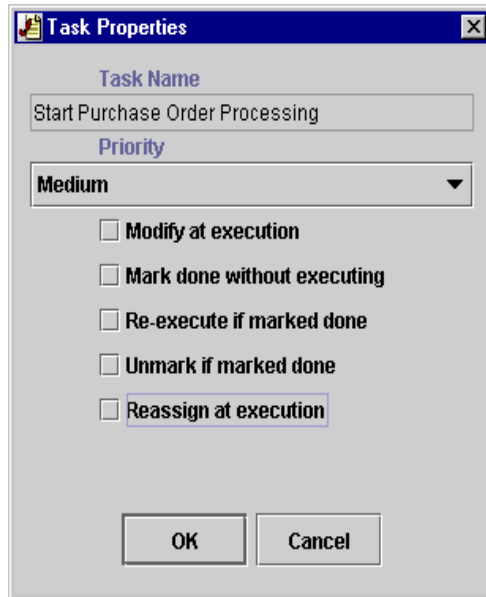 Task Properties
Task Name
Start Purchase Order Processing
Priority
Medium
Modify at execution
Mark done without executing
Re-execute if marked done
Unmark if marked done
Reassign at execution
OK
Cancel